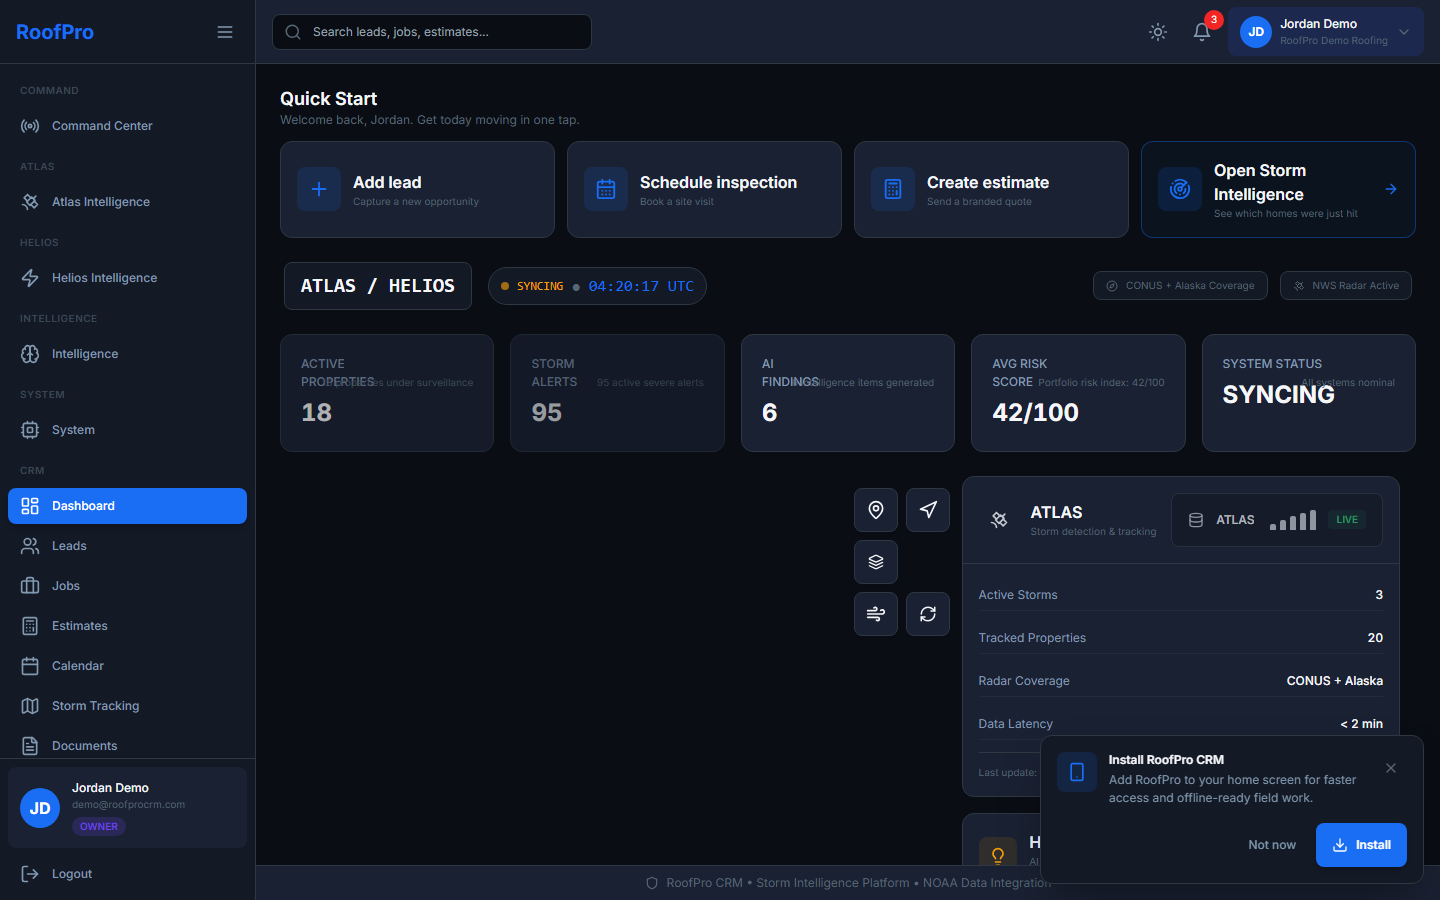 RoofPro
Search leads, jobs, estimates...
3
JD
Jordan Demo
RoofPro Demo Roofing
COMMAND
Command Center
ATLAS
Atlas Intelligence
HELIOS
Helios Intelligence
INTELLIGENCE
Intelligence
SYSTEM
System
CRM
Dashboard
Leads
Jobs
Estimates
Calendar
Storm Tracking
Documents
JD
Jordan Demo
demo@roofprocrm.com
OWNER
Logout
Quick Start
Welcome back, Jordan. Get today moving in one tap.
Add lead
Capture a new opportunity
Schedule inspection
Book a site visit
Create estimate
Send a branded quote
Open Storm
Intelligence
See which homes were just hit
ATLAS / HELIOS
SYNCING ● 04:20:17 UTC
CONUS + Alaska Coverage
NWS Radar Active
ACTIVE
PROPERTIES
under surveillance
18
STORM
ALERTS
95 active severe alerts
95
AI
FINDINGS
items generated
6
AVG RISK
SCORE
Portfolio risk index: 42/100
42/100
SYSTEM STATUS
All systems nominal
SYNCING
ATLAS
Storm detection & tracking
ATLAS
LIVE
Active Storms
3
Tracked Properties
20
Radar Coverage
CONUS + Alaska
Data Latency
< 2 min
Last update:
H
AI
Install RoofPro CRM
Add RoofPro to your home screen for faster
access and offline-ready field work.
Not now
Install
RoofPro CRM • Storm Intelligence Platform • NOAA Data Integration